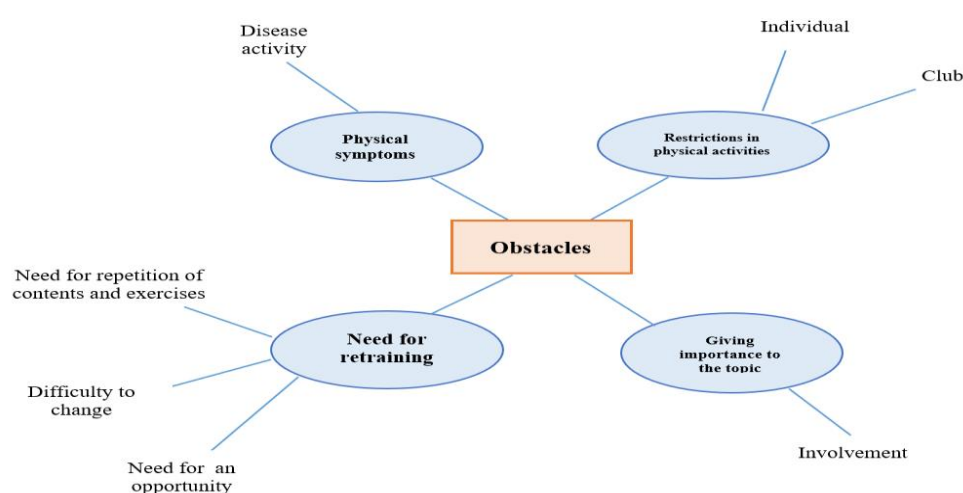 Disease
activity
Individual
Club
Physical
symptoms
Restrictions in
physical activities
Obstacles
Need for repetition of
contents and exercises
Need for
retraining
Giving
importance to
the topic
Difficulty to
change
Involvement
Need for an
opportunity